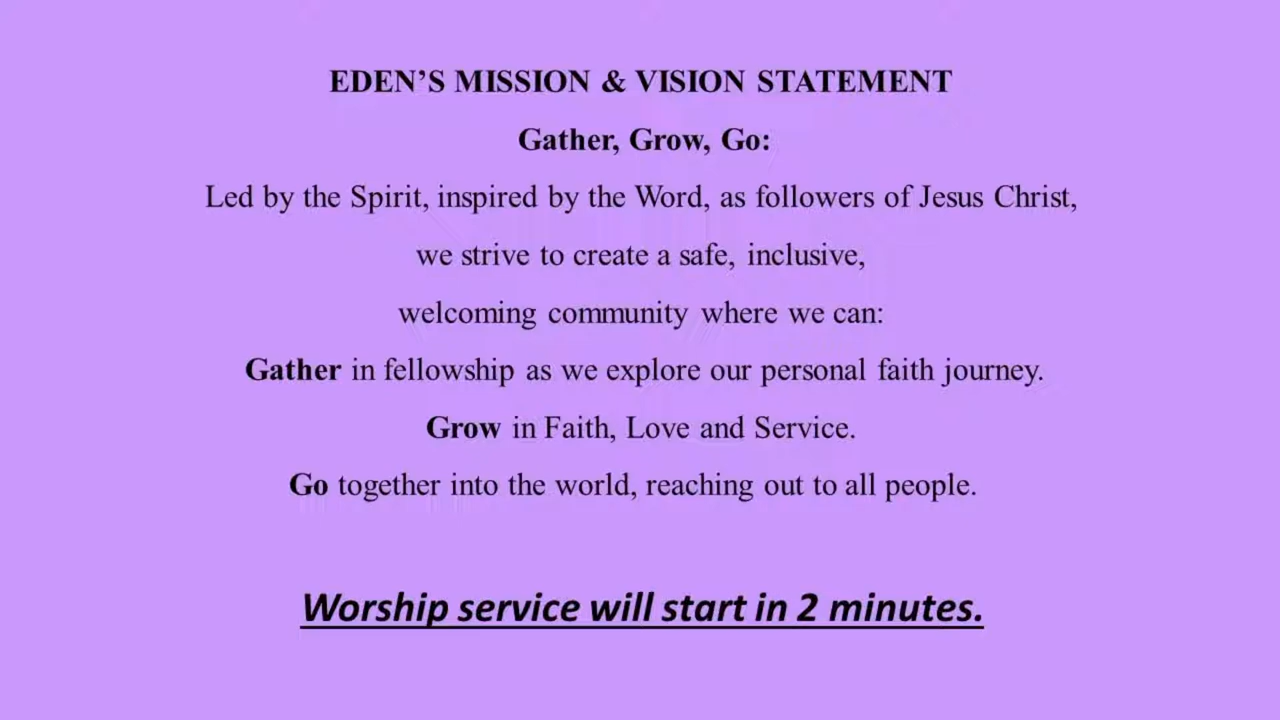 EDEN’S MISSION & VISION STATEMENT
Gather, Grow, Go:
Led by the Spirit, inspired by the Word, as followers of Jesus Christ,
we strive to create a safe, inclusive,
welcoming community where we can:
Gather in fellowship as we explore our personal faith journey.
Grow in Faith, Love and Service.
Go together into the world, reaching out to all people.
Worship service will start in 2 minutes.